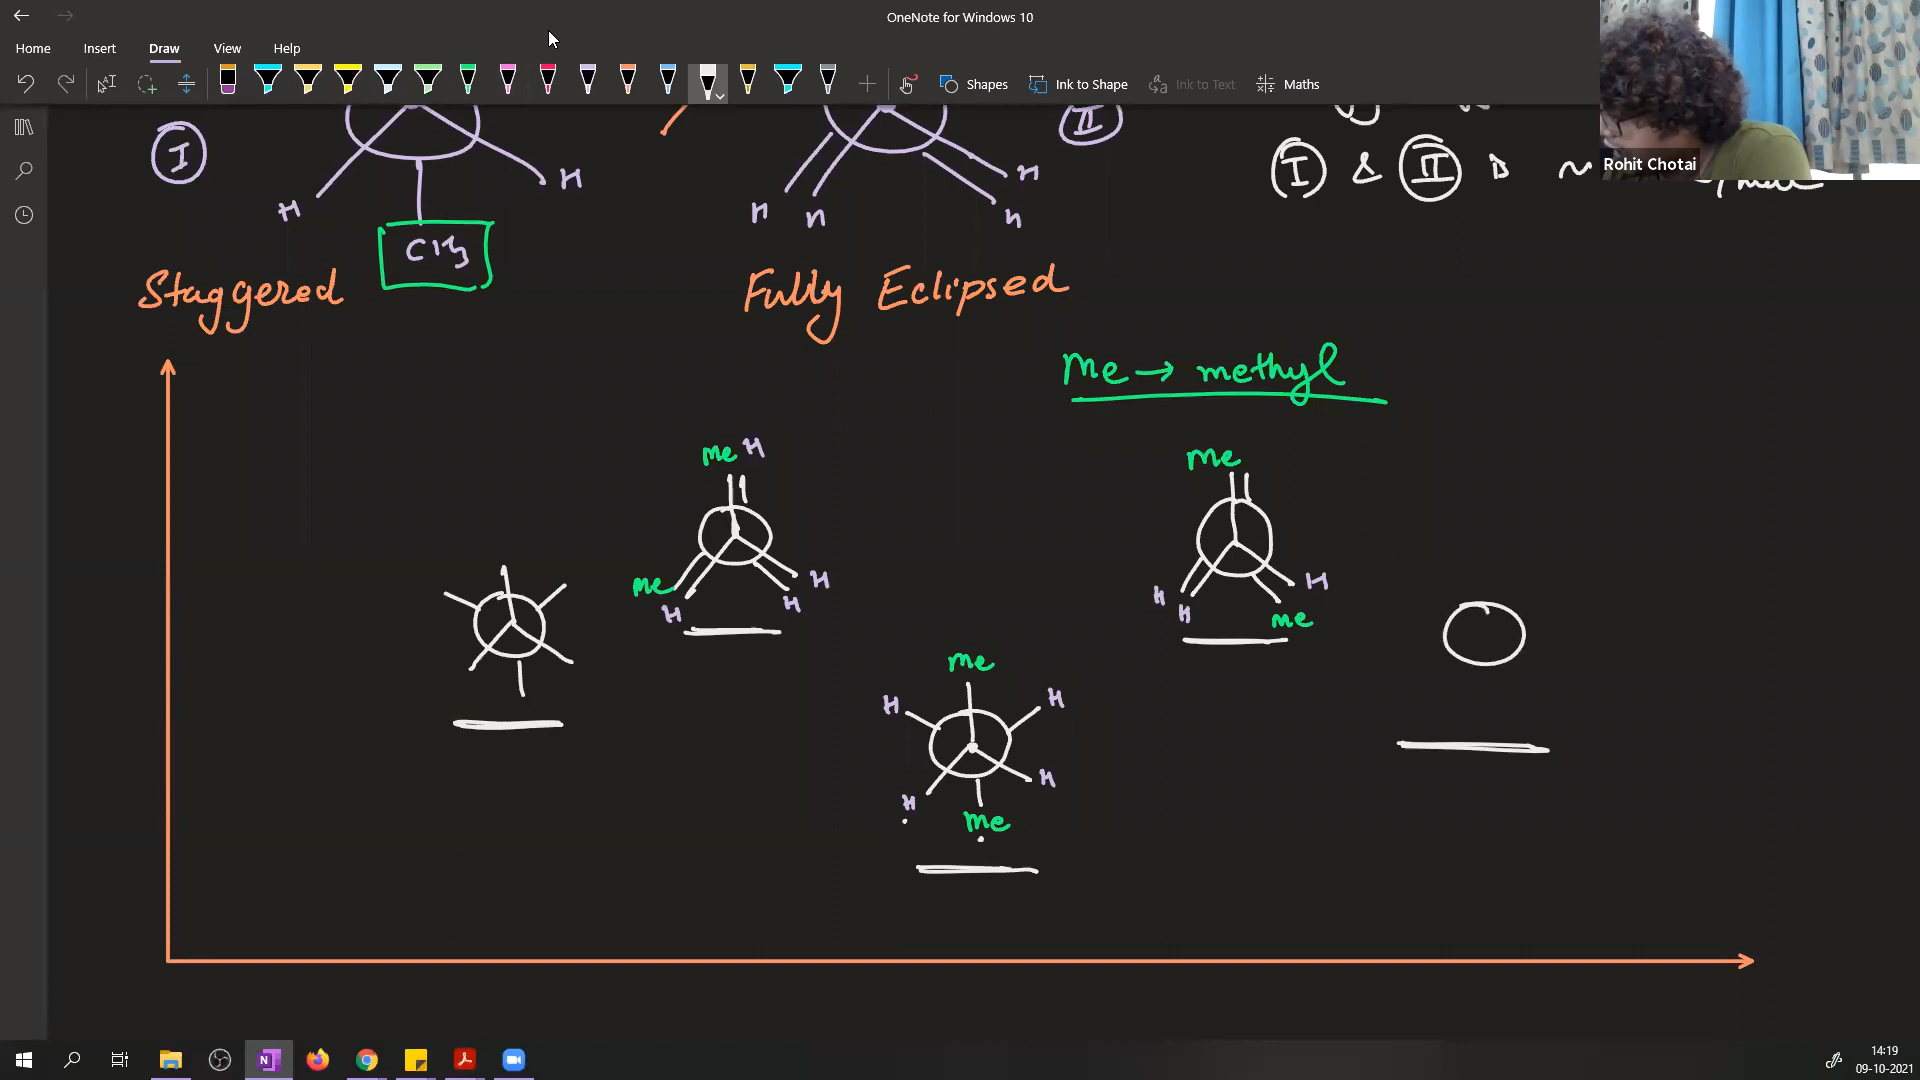 OneNote for Windows 10
Home Insert Draw View Help
Shapes Ink to Shape Ink to Text Maths
Rohit Chotai
I
II
I & II
H
H
CH3
H
H
H
H
Staggered
Fully Eclipsed
Me → methyl
Me H
Me
H
H
H
Me
H
H
H
Me
Me
H
H
H
H
Me
14:19
09-10-2021